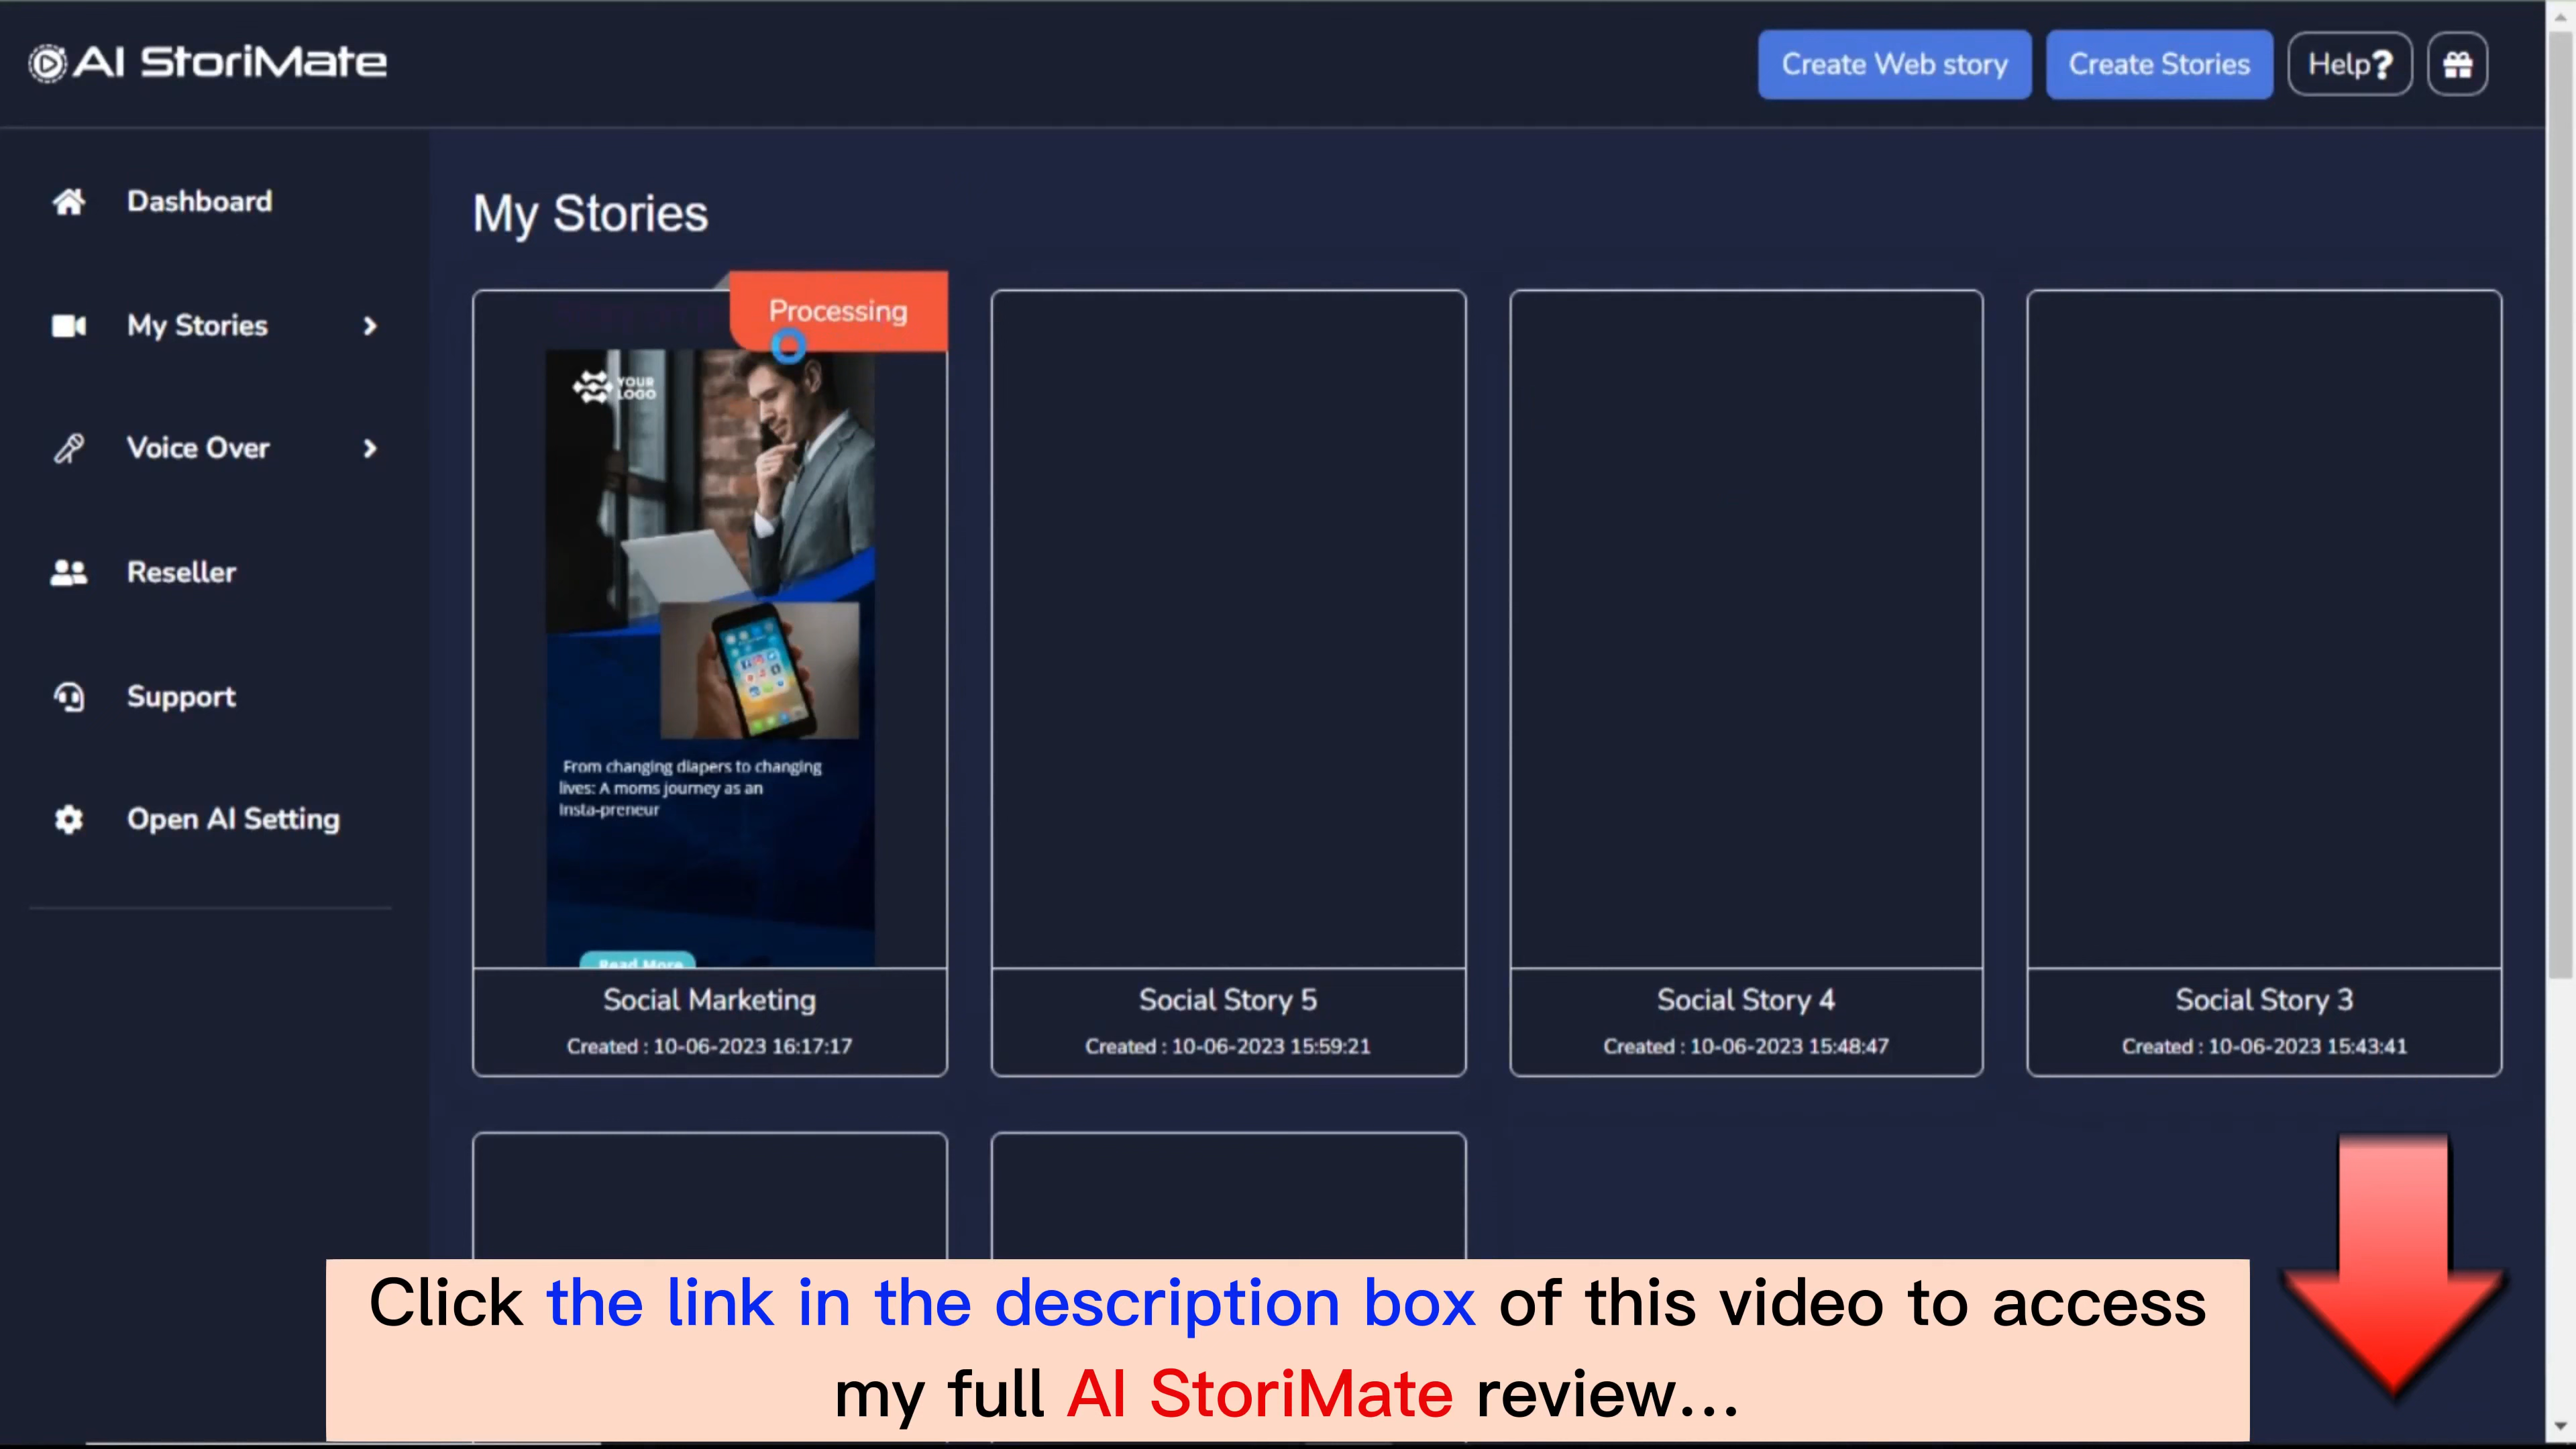 AI StoriMate
Create Web story
Create Stories
Help?
Dashboard
My Stories
Voice Over
Reseller
Support
Open AI Setting
My Stories
Processing
YOUR
LOGO
From changing diapers to changing
lives: A moms journey as an
Insta-preneur
Read More
Social Marketing
Created : 10-06-2023 16:17:17
Social Story 5
Created : 10-06-2023 15:59:21
Social Story 4
Created : 10-06-2023 15:48:47
Social Story 3
Created : 10-06-2023 15:43:41
Click the link in the description box of this video to access
my full AI StoriMate review...